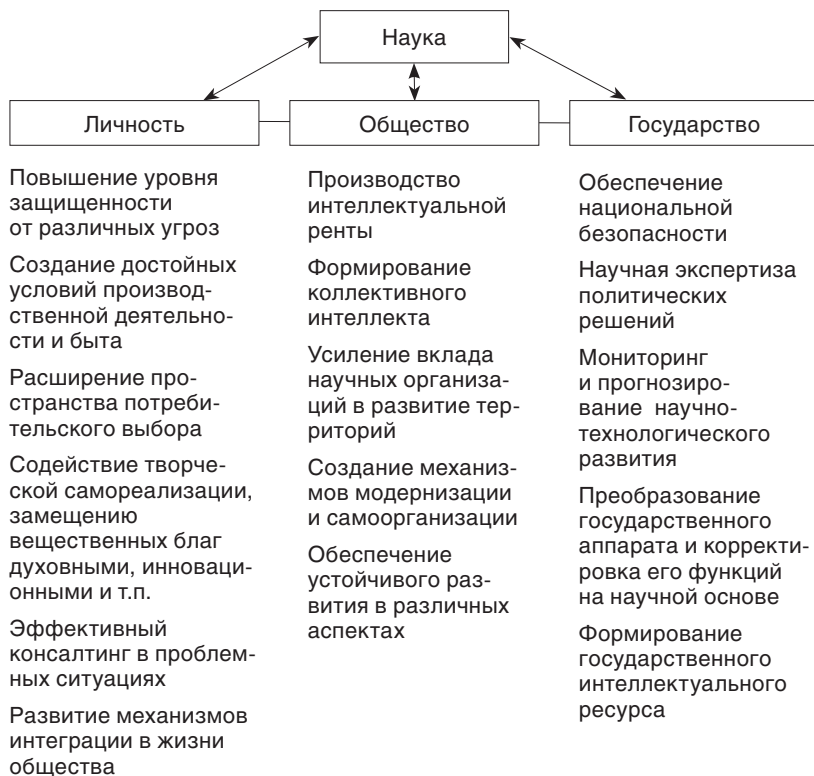 Наука
Личность
Общество
Государство
Повышение уровня
защищенности
от различных угроз
Создание достойных
условий производ-
ственной деятельно-
сти и быта
Расширение про-
странства потреби-
тельского выбора
Содействие творче-
ской самореализации,
замещению
вещественных благ
духовными, инноваци-
онными и т.п.
Эффективный
консалтинг в проблем-
ных ситуациях
Развитие механизмов
интеграции в жизни
общества
Производство
интеллектуальной
ренты
Формирование
коллективного
интеллекта
Усиление вклада
научных организа-
ций в развитие тер-
риторий
Создание механиз-
мов модернизации
и самоорганизации
Обеспечение
устойчивого раз-
вития в различных
аспектах
Обеспечение
национальной
безопасности
Научная экспертиза
политических
решений
Мониторинг
и прогнозиро-
вание научно-
технологического
развития
Преобразование
государственного
аппарата и корректи-
ровка его функций
на научной основе
Формирование
государственного
интеллектуального
ресурса